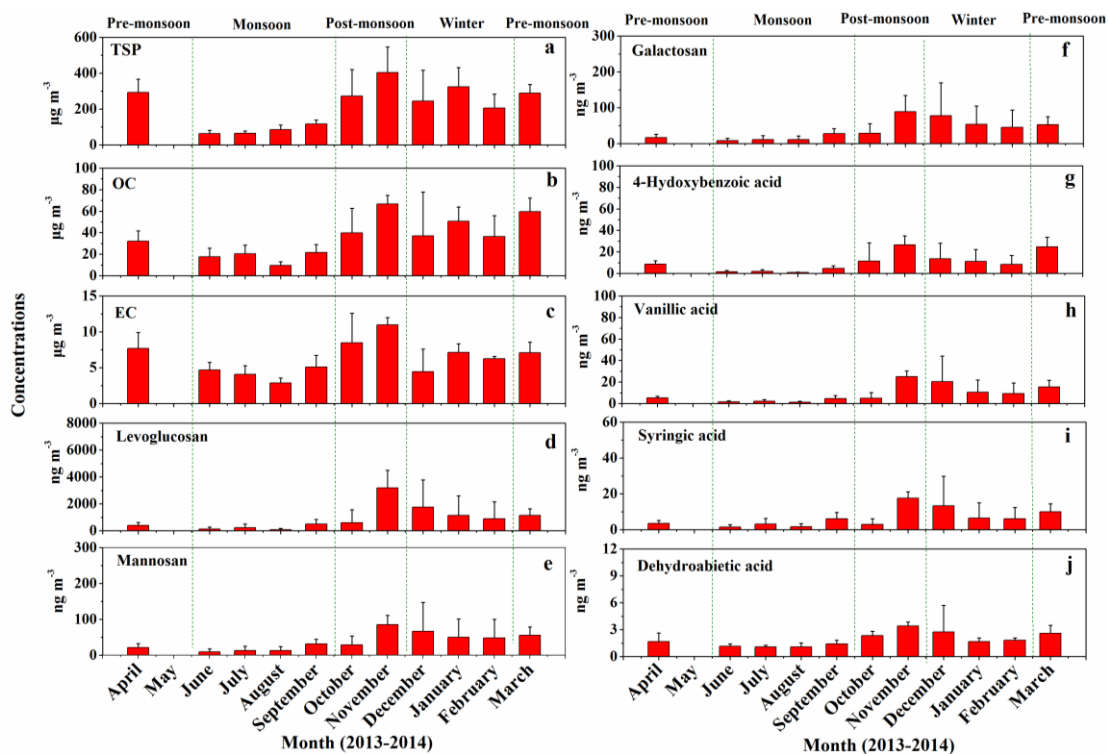 Pre-monsoon Monsoon Post-monsoon Winter Pre-monsoon
TSP a
600
400
200
0
µg m-3
OC b
100
80
60
40
20
0
µg m-3
EC c
15
10
5
0
µg m-3
Levoglucosan d
8000
6000
4000
2000
0
ng m-3
Mannosan e
300
200
100
0
ng m-3
Concentrations
April May June July August September October November December January February March
Month (2013-2014)
Pre-monsoon Monsoon Post-monsoon Winter Pre-monsoon
Galactosan f
300
200
100
0
ng m-3
4-Hydoxybenzoic acid g
100
80
60
40
20
0
ng m-3
Vanillic acid h
100
80
60
40
20
0
ng m-3
Syringic acid i
60
40
20
0
ng m-3
Dehydroabietic acid j
12
9
6
3
0
ng m-3
April May June July August September October November December January February March
Month (2013-2014)